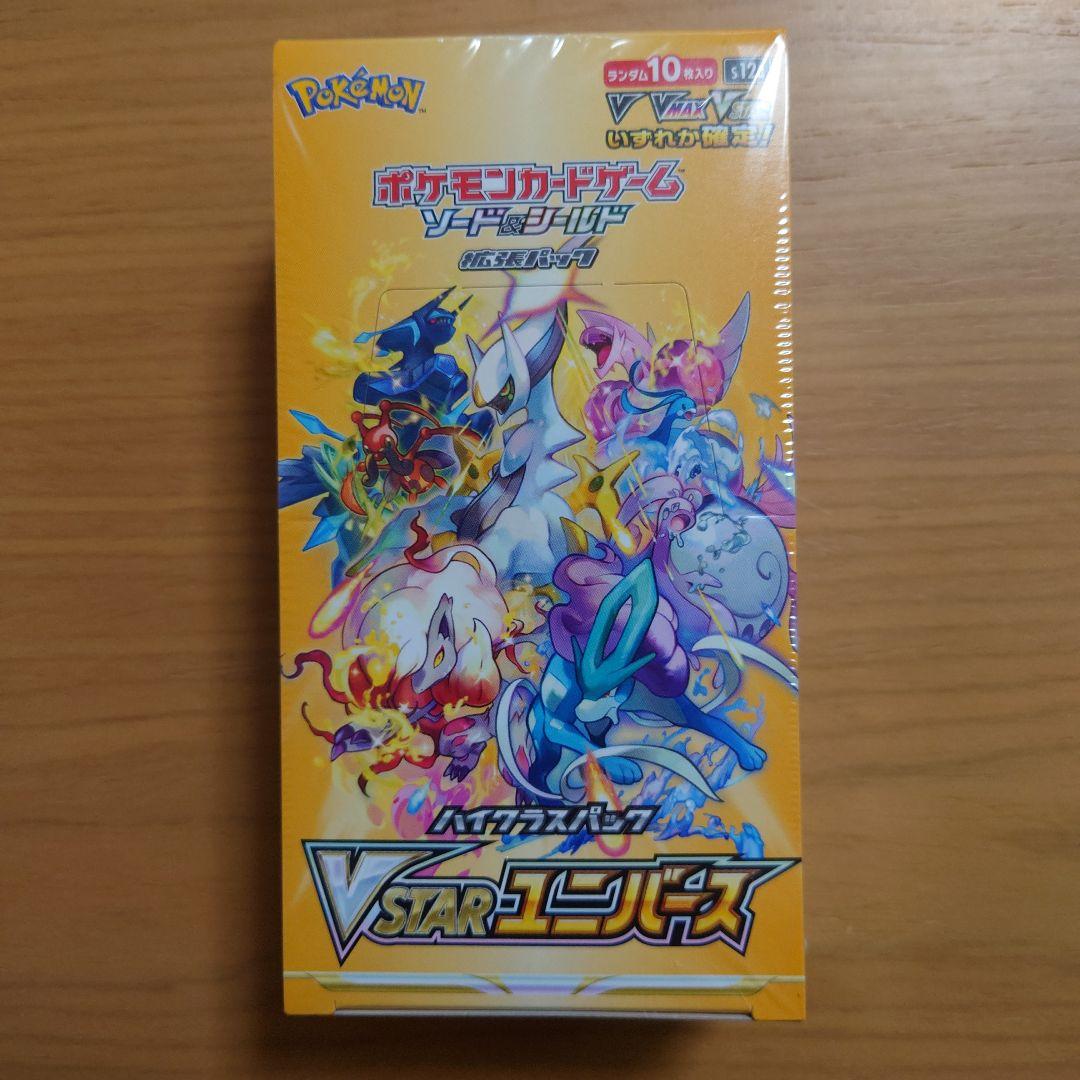 POKéMON™
ランダム10枚入り
V VMAX VSTAR
いずれか確定!!
ポケモンカードゲーム™
ソード&シールド
拡張パック
ハイクラスパック
VSTARユニバース